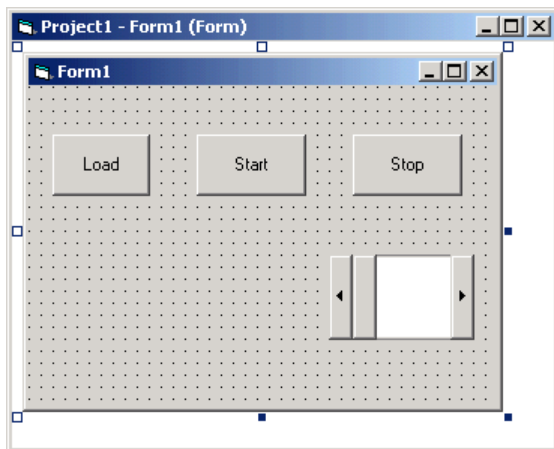 Project1 - Form1 (Form)
Form1
Load
Start
Stop